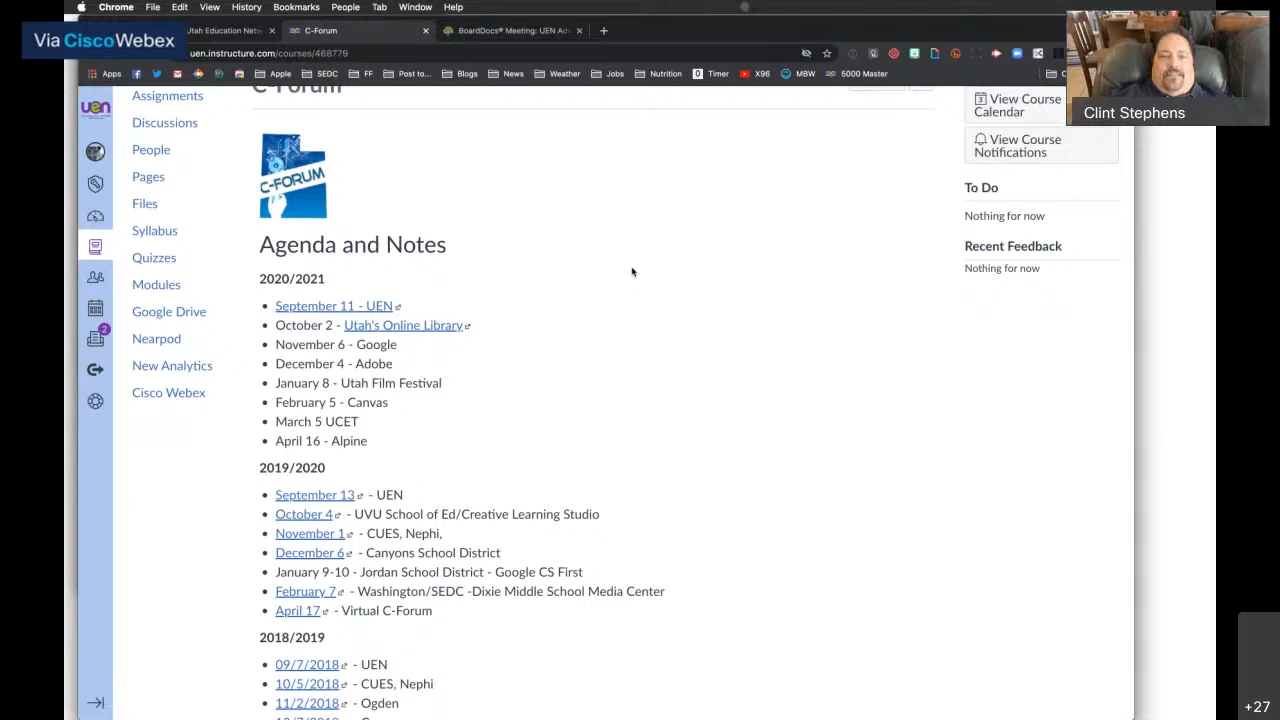 Chrome File Edit View History Bookmarks People Tab Window Help
Via Cisco Webex
Utah Education Netw
C-Forum
BoardDocs® Meeting: UEN Ad
uen.instructure.com/courses/468779
Apps SEDC FF Post to... Blogs News Weather Jobs Nutrition Timer X96 MBW 5000 Master
Clint Stephens
uen
C-Forum
Assignments
Discussions
People
Pages
Files
Syllabus
Quizzes
Modules
Google Drive
Nearpod
New Analytics
Cisco Webex
2
C-FORUM
Agenda and Notes
2020/2021
September 11 - UEN
October 2 - Utah's Online Library
November 6 - Google
December 4 - Adobe
January 8 - Utah Film Festival
February 5 - Canvas
March 5 UCET
April 16 - Alpine
2019/2020
September 13 - UEN
October 4 - UVU School of Ed/Creative Learning Studio
November 1 - CUES, Nephi,
December 6 - Canyons School District
January 9-10 - Jordan School District - Google CS First
February 7 - Washington/SEDC -Dixie Middle School Media Center
April 17 - Virtual C-Forum
2018/2019
09/7/2018 - UEN
10/5/2018 - CUES, Nephi
11/2/2018 - Ogden
View Course
Calendar
View Course
Notifications
To Do
Nothing for now
Recent Feedback
Nothing for now
+27